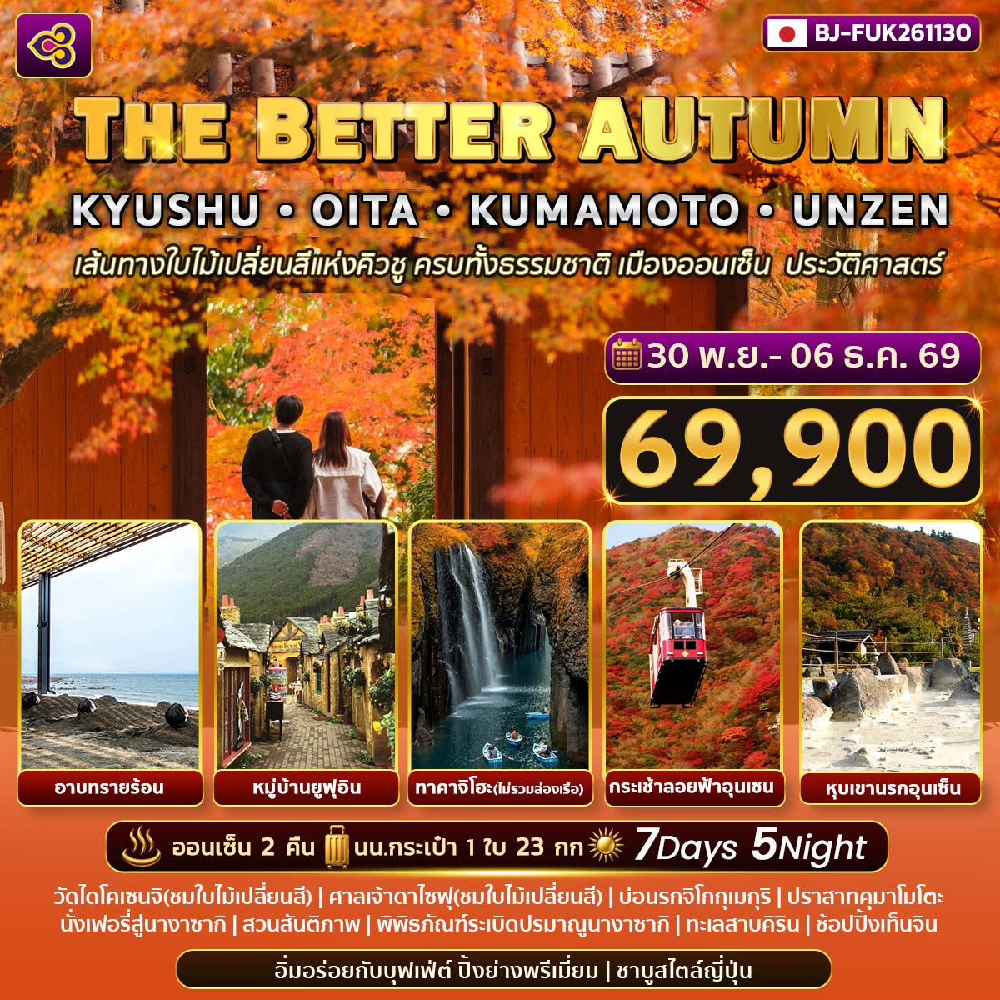 BJ-FUK261130
THE BETTER AUTUMN
KYUSHU • OITA • KUMAMOTO • UNZEN
เส้นทางใบไม้เปลี่ยนสีแห่งคิวชู ครบทั้งธรรมชาติ เมืองออนเซ็น ประวัติศาสตร์
30 พ.ย.- 06 ธ.ค. 69
69,900
อาบทรายร้อน
หมู่บ้านยูฟุอิน
ทาคาจิโฮะ(ไม่รวมล่องเรือ)
กระเช้าลอยฟ้าอุนเซน
หุบเขานรกอุนเซ็น
ออนเซ็น 2 คืน นน.กระเป๋า 1 ใบ 23 กก 7Days 5Night
วัดไดโคเซนจิ(ชมใบไม้เปลี่ยนสี) | ศาลเจ้าดาไซฟุ(ชมใบไม้เปลี่ยนสี) | บ่อนรกจิโกกุเมกุริ | ปราสาทคุมาโมโตะ
นั่งเฟอรี่สู่นางาซากิ | สวนสันติภาพ | พิพิธภัณฑ์ระเบิดปรมาณูนางาซากิ | ทะเลสาบคิริน | ช้อปปิ้งเท็นจิน
อิ่มอร่อยกับบุฟเฟ่ต์ ปิ้งย่างพรีเมี่ยม | ชาบูสไตล์ญี่ปุ่น